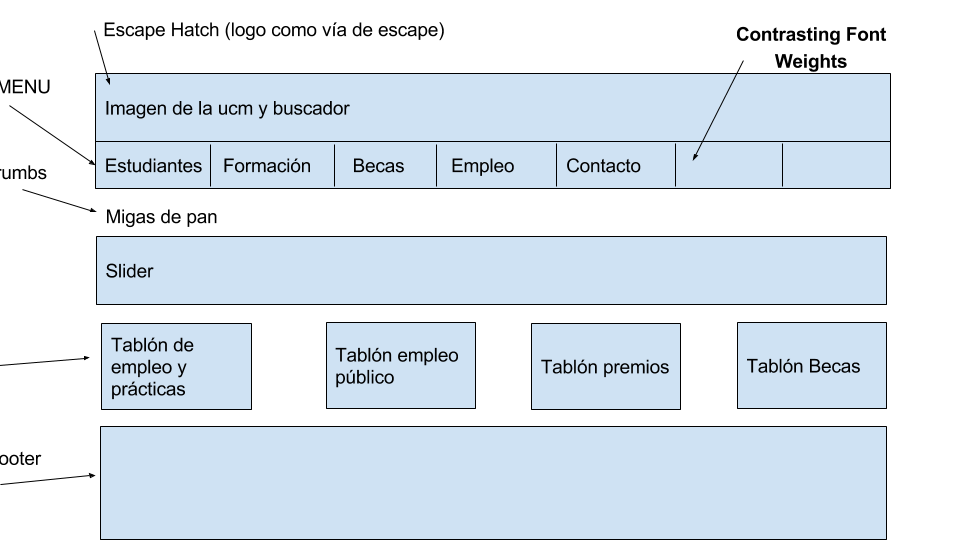 Escape Hatch (logo como vía de escape)
Contrasting Font
Weights
MENU
Imagen de la ucm y buscador
Estudiantes Formación Becas Empleo Contacto
rumbs
Migas de pan
Slider
Tablón de
empleo y
prácticas
Tablón empleo
público
Tablón premios
Tablón Becas
ooter